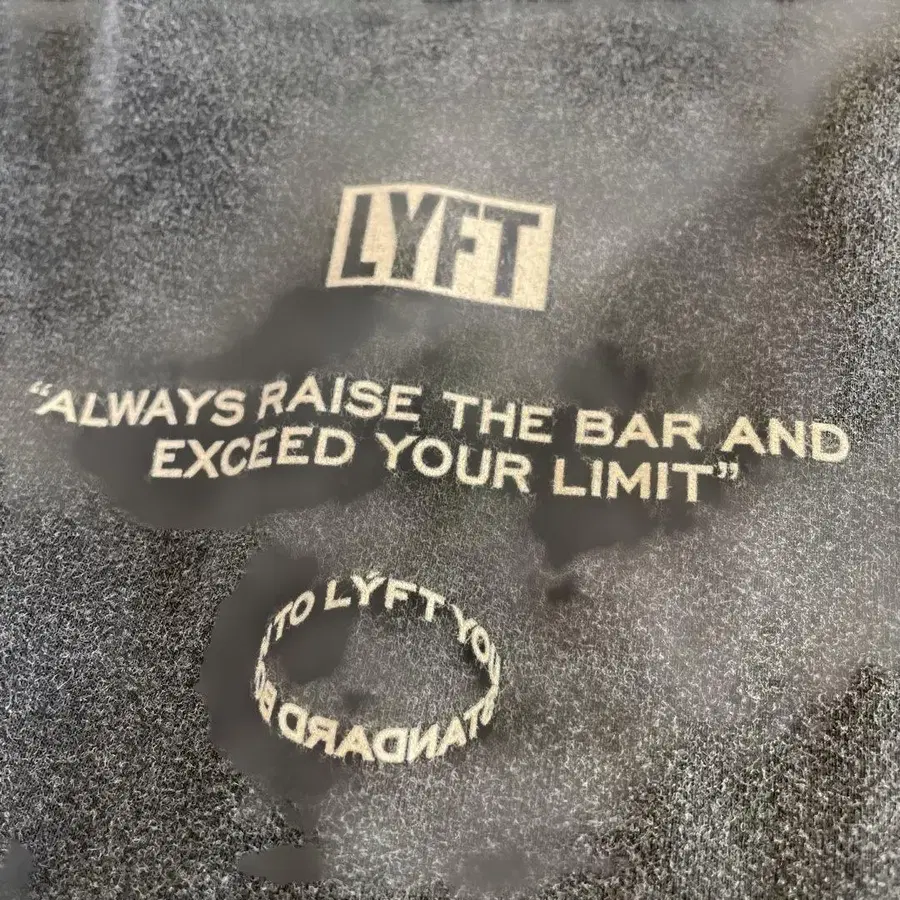 LYFT
“ALWAYS RAISE THE BAR AND
EXCEED YOUR LIMIT”
TO LYFT YOUR STANDARD